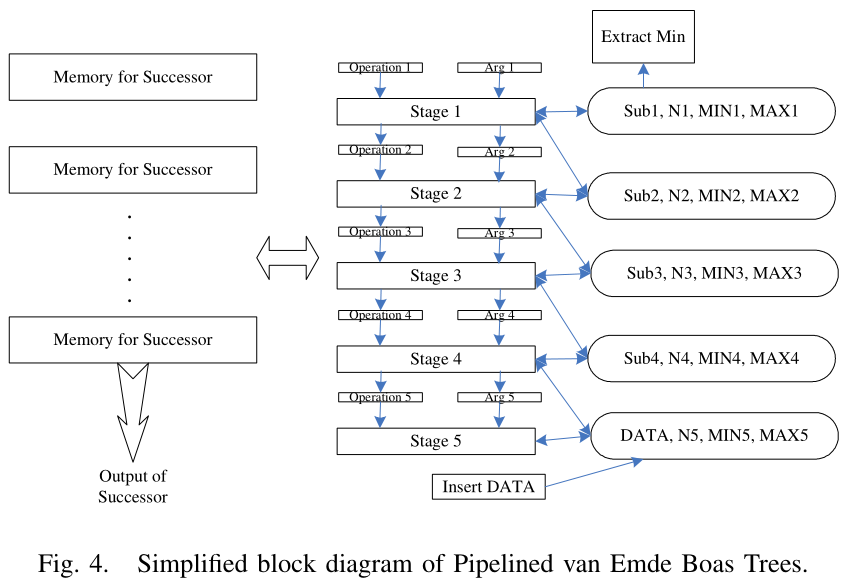 Extract Min
Memory for Successor
Operation 1
Arg 1
Stage 1
Sub1, N1, MIN1, MAX1
Operation 2
Arg 2
Memory for Successor
Stage 2
Sub2, N2, MIN2, MAX2
Operation 3
Arg 3
Stage 3
Sub3, N3, MIN3, MAX3
Operation 4
Arg 4
Memory for Successor
Stage 4
Sub4, N4, MIN4, MAX4
Operation 5
Arg 5
Stage 5
DATA, N5, MIN5, MAX5
Output of
Successor
Insert DATA
Fig. 4. Simplified block diagram of Pipelined van Emde Boas Trees.